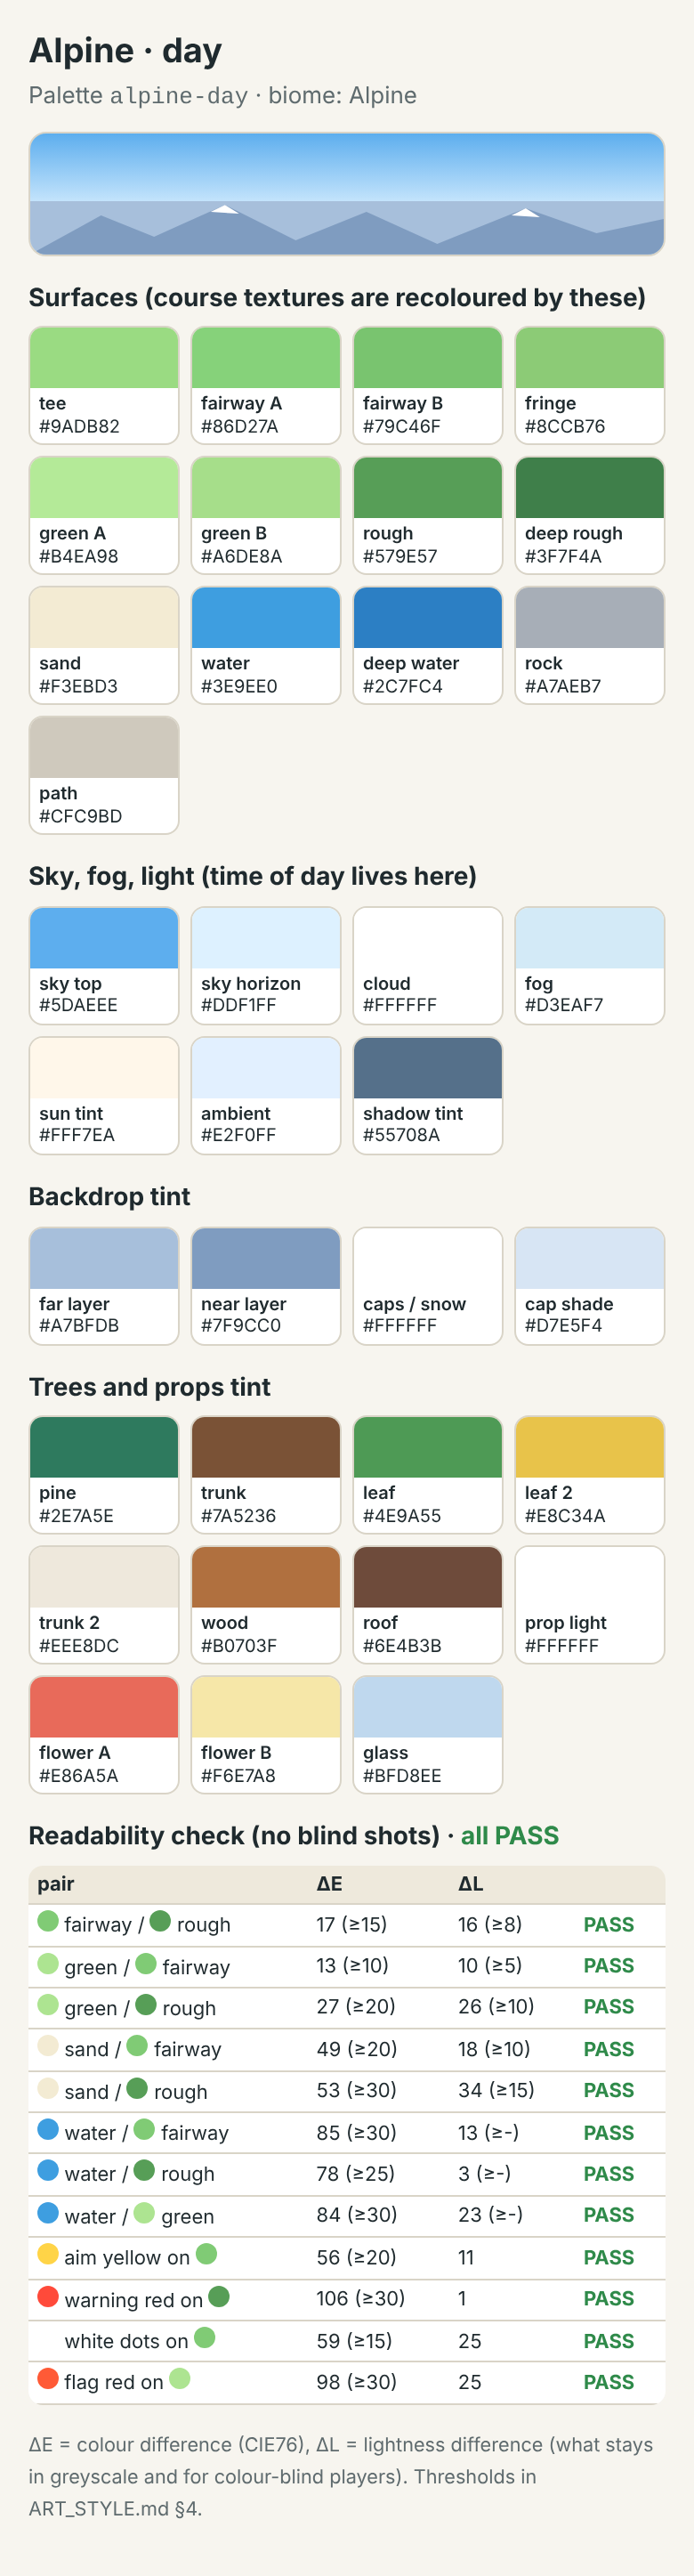 Alpine · day
Palette alpine-day · biome: Alpine
Surfaces (course textures are recoloured by these)
tee
#9ADB82
fairway A
#86D27A
fairway B
#79C46F
fringe
#8CCB76
green A
#B4EA98
green B
#A6DE8A
rough
#579E57
deep rough
#3F7F4A
sand
#F3EBD3
water
#3E9EE0
deep water
#2C7FC4
rock
#A7AEB7
path
#CFC9BD
Sky, fog, light (time of day lives here)
sky top
#5DAEEE
sky horizon
#DDF1FF
cloud
#FFFFFF
fog
#D3EAF7
sun tint
#FFF7EA
ambient
#E2F0FF
shadow tint
#55708A
Backdrop tint
far layer
#A7BFDB
near layer
#7F9CC0
caps / snow
#FFFFFF
cap shade
#D7E5F4
Trees and props tint
pine
#2E7A5E
trunk
#7A5236
leaf
#4E9A55
leaf 2
#E8C34A
trunk 2
#EEE8DC
wood
#B0703F
roof
#6E4B3B
prop light
#FFFFFF
flower A
#E86A5A
flower B
#F6E7A8
glass
#BFD8EE
Readability check (no blind shots) · all PASS
pair ΔE ΔL
fairway / rough 17 (≥15) 16 (≥8) PASS
green / fairway 13 (≥10) 10 (≥5) PASS
green / rough 27 (≥20) 26 (≥10) PASS
sand / fairway 49 (≥20) 18 (≥10) PASS
sand / rough 53 (≥30) 34 (≥15) PASS
water / fairway 85 (≥30) 13 (≥-) PASS
water / rough 78 (≥25) 3 (≥-) PASS
water / green 84 (≥30) 23 (≥-) PASS
aim yellow on 56 (≥20) 11 PASS
warning red on 106 (≥30) 1 PASS
white dots on 59 (≥15) 25 PASS
flag red on 98 (≥30) 25 PASS
ΔE = colour difference (CIE76), ΔL = lightness difference (what stays
in greyscale and for colour-blind players). Thresholds in
ART_STYLE.md §4.